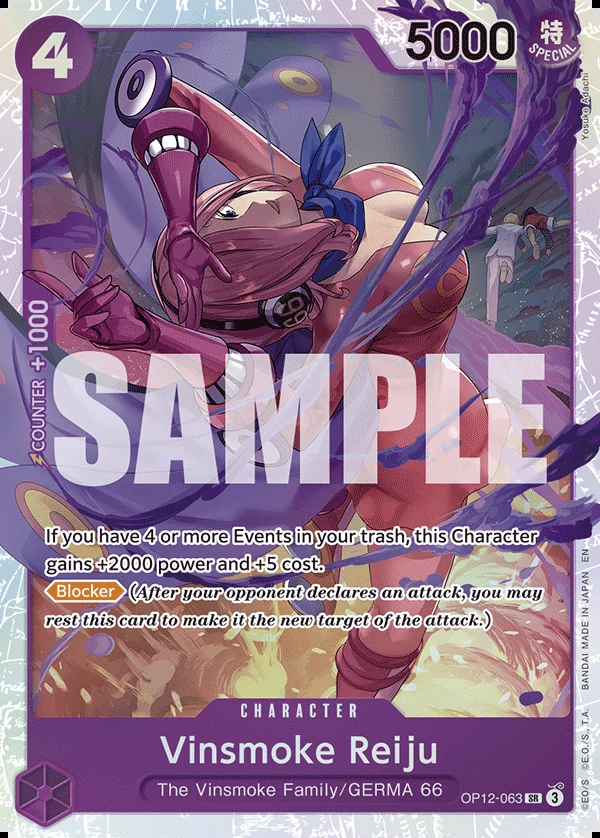 4
5000
特
SPECIAL
Yosuke Adachi
COUNTER +1000
SAMPLE
If you have 4 or more Events in your trash, this Character
gains +2000 power and +5 cost.
Blocker (After your opponent declares an attack, you may
rest this card to make it the new target of the attack.)
CHARACTER
Vinsmoke Reiju
The Vinsmoke Family/GERMA 66
OP12-063 SR 3
©E.O./S, T.A. BANDAI MADE IN JAPAN EN
©EO/S